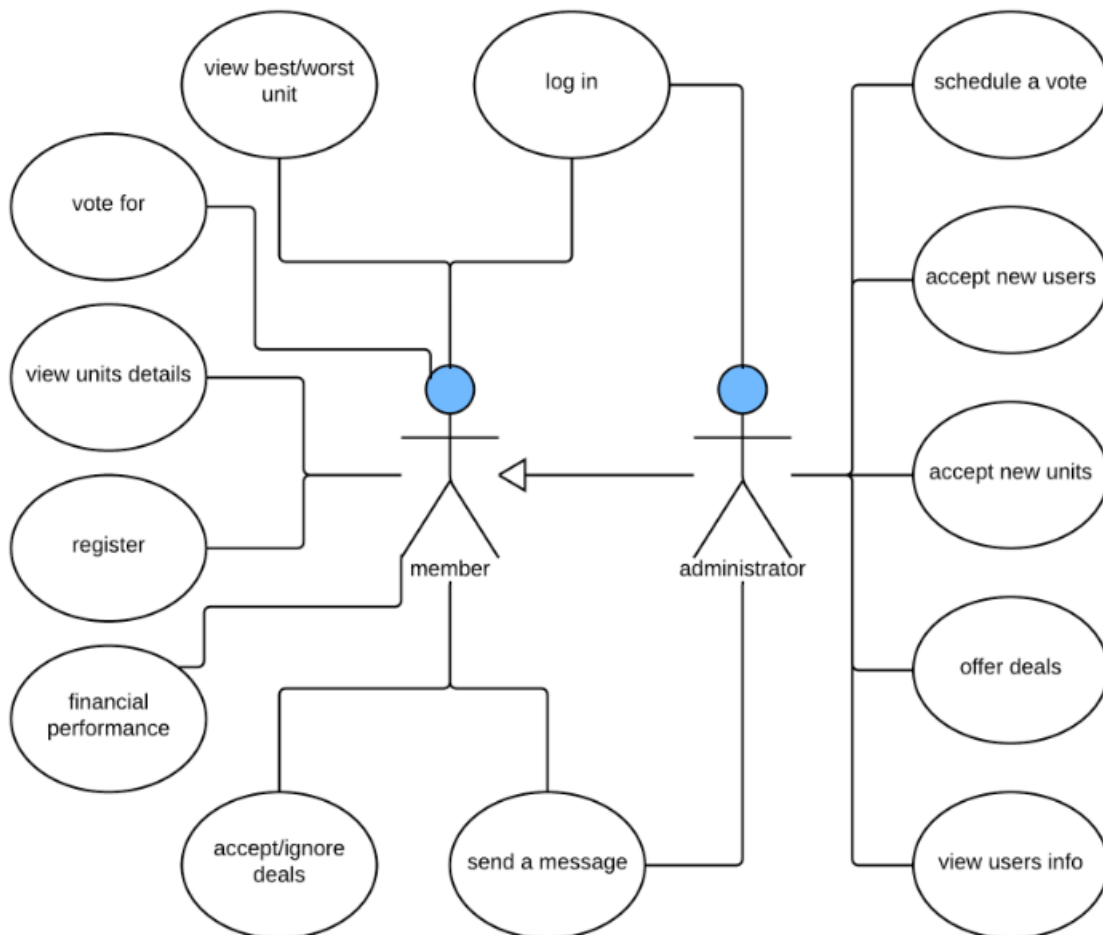 view best/worst
unit
log in
schedule a vote
vote for
accept new users
view units details
accept new units
register
member
administrator
financial
performance
offer deals
accept/ignore
deals
send a message
view users info